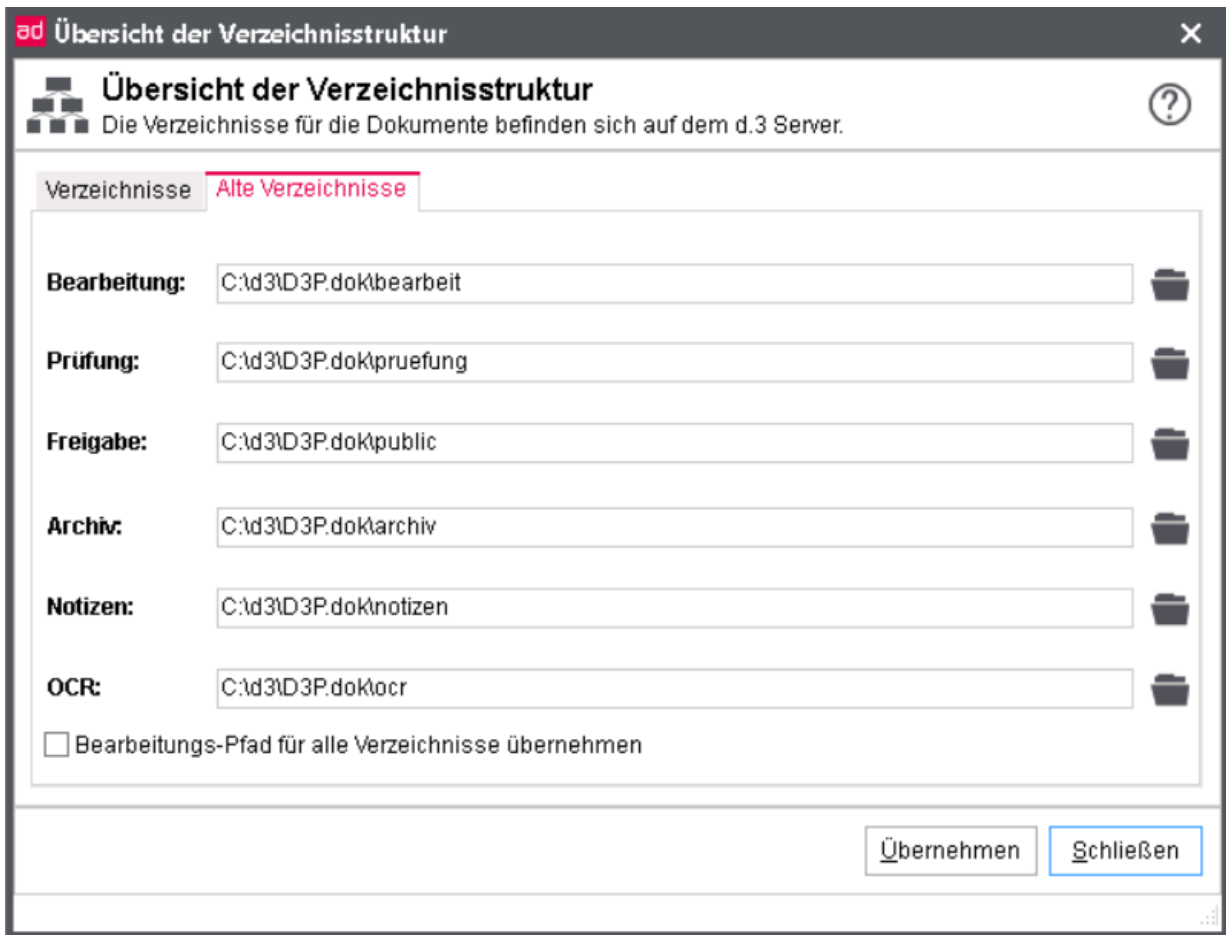 ad Übersicht der Verzeichnisstruktur
Übersicht der Verzeichnisstruktur
Die Verzeichnisse für die Dokumente befinden sich auf dem d.3 Server.
Verzeichnisse Alte Verzeichnisse
Bearbeitung: C:\d3\D3P.dok\bearbeit
Prüfung: C:\d3\D3P.dok\pruefung
Freigabe: C:\d3\D3P.dok\public
Archiv: C:\d3\D3P.dok\archiv
Notizen: C:\d3\D3P.dok\notizen
OCR: C:\d3\D3P.dok\ocr
Bearbeitungs-Pfad für alle Verzeichnisse übernehmen
Übernehmen Schließen